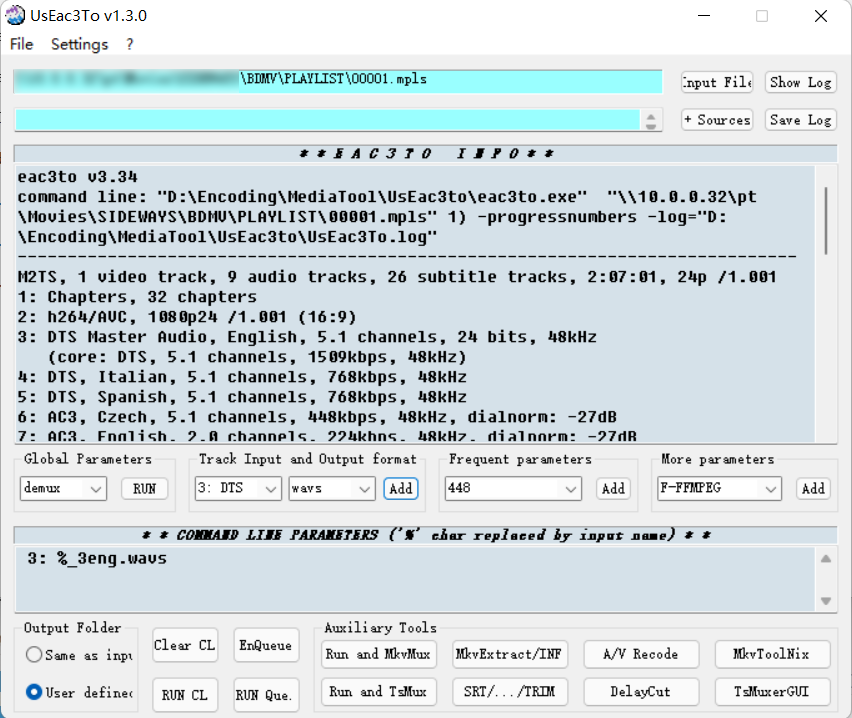 UsEac3To v1.3.0
File Settings ?
\BDMV\PLAYLIST\00001.mpls
Input File
Show Log
+ Sources
Save Log
* * E A C 3 T O I N F O * *
eac3to v3.34
command line: "D:\Encoding\MediaTool\UsEac3to\eac3to.exe" "\\10.0.0.32\pt
\Movies\SIDEWAYS\BDMV\PLAYLIST\00001.mpls" 1) -progressnumbers -log="D:
\Encoding\MediaTool\UsEac3to\UsEac3To.log"
------------------------------------------------------------------------------
M2TS, 1 video track, 9 audio tracks, 26 subtitle tracks, 2:07:01, 24p /1.001
1: Chapters, 32 chapters
2: h264/AVC, 1080p24 /1.001 (16:9)
3: DTS Master Audio, English, 5.1 channels, 24 bits, 48kHz
(core: DTS, 5.1 channels, 1509kbps, 48kHz)
4: DTS, Italian, 5.1 channels, 768kbps, 48kHz
5: DTS, Spanish, 5.1 channels, 768kbps, 48kHz
6: AC3, Czech, 5.1 channels, 448kbps, 48kHz, dialnorm: -27dB
7: AC3, English, 2.0 channels, 224kbps, 48kHz, dialnorm: -27dB
Global Parameters
demux
RUN
Track Input and Output format
3: DTS
wavs
Add
Frequent parameters
448
Add
More parameters
F-FFMPEG
Add
* * COMMAND LINE PARAMETERS ('%' char replaced by input name) * *
3: %_3eng.wavs
Output Folder
Same as inpu
User define
Clear CL
EnQueue
RUN CL
RUN Que.
Auxiliary Tools
Run and MkvMux
MkvExtract/INF
A/V Recode
MkvToolNix
Run and TsMux
SRT/.../TRIM
DelayCut
TsMuxerGUI